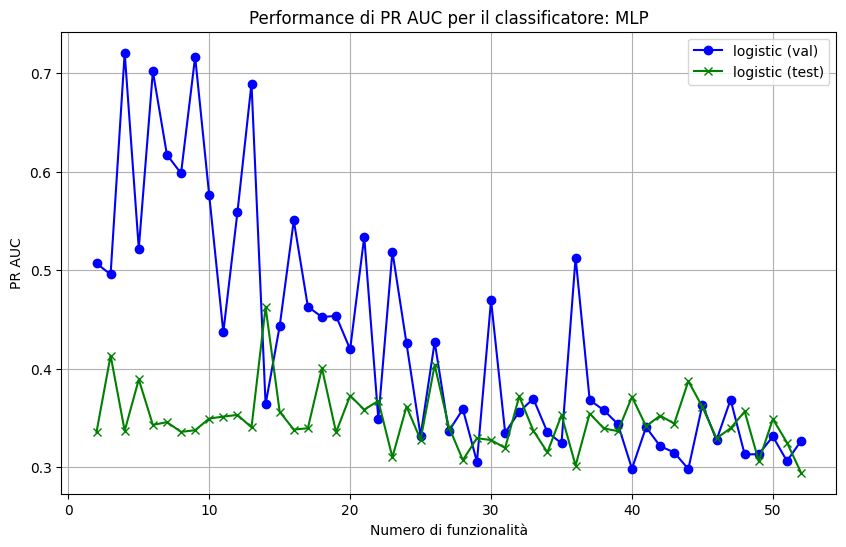 Performance di PR AUC per il classificatore: MLP
logistic (val)
logistic (test)
PR AUC
0.7
0.6
0.5
0.4
0.3
0
10
20
30
40
50
Numero di funzionalità